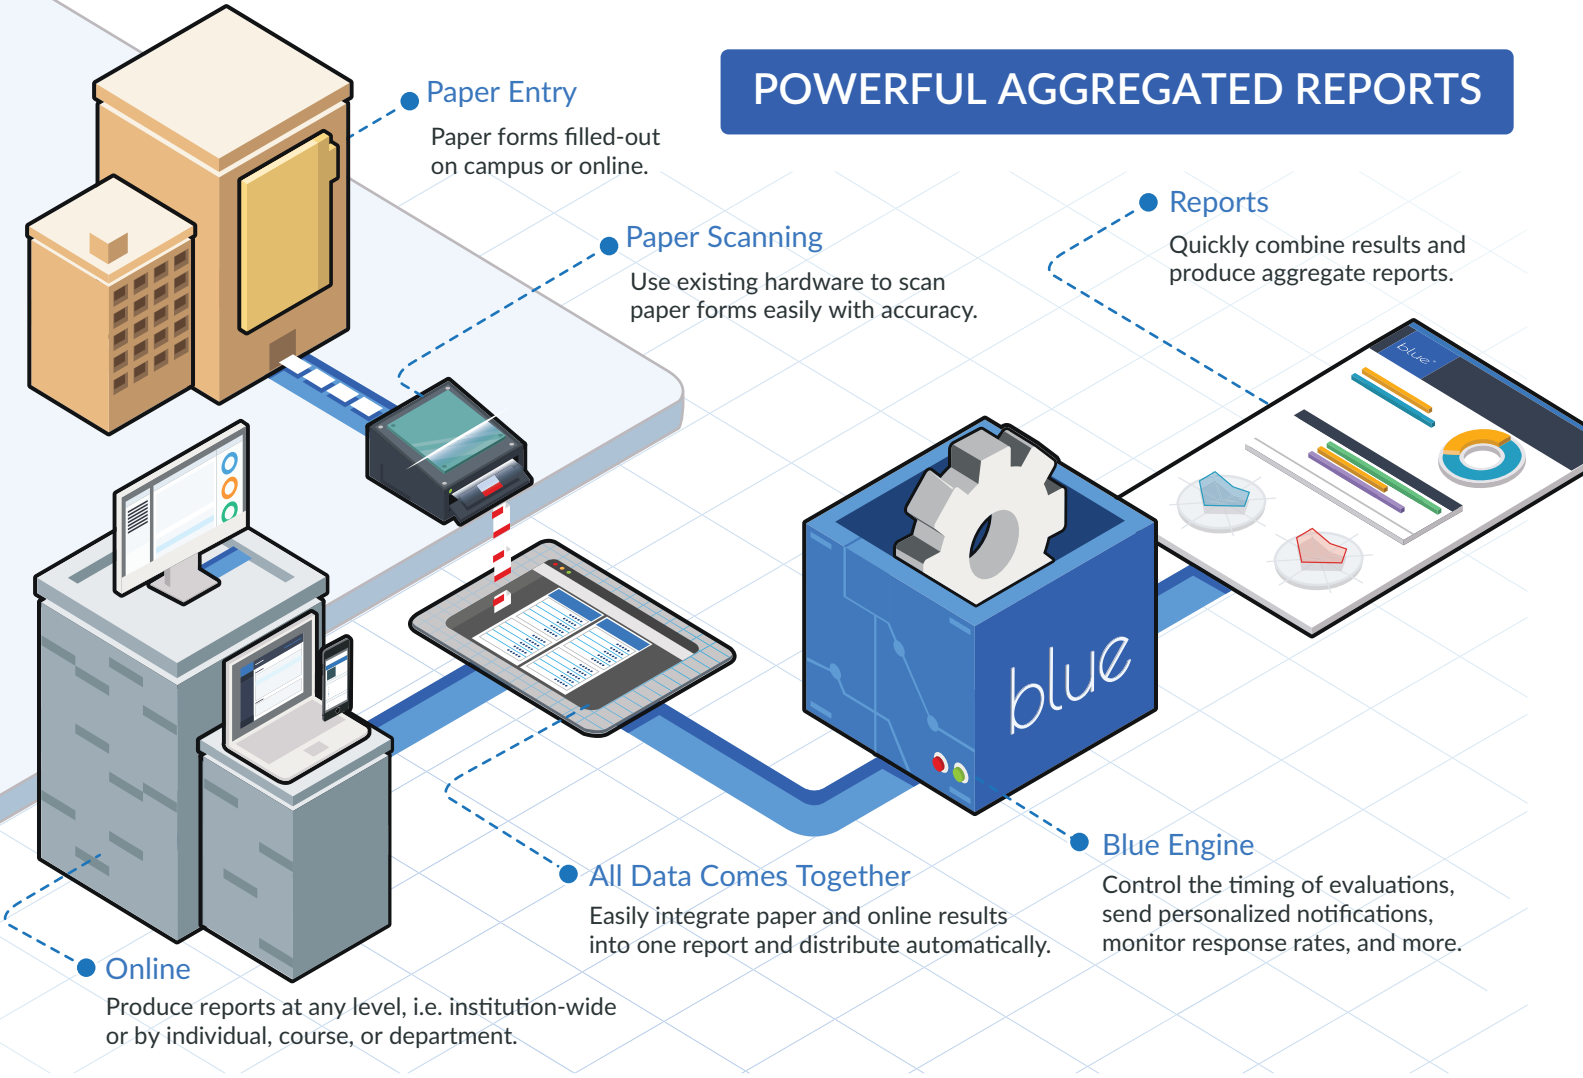 POWERFUL AGGREGATED REPORTS
Paper Entry
Paper forms filled-out
on campus or online.
Paper Scanning
Use existing hardware to scan
paper forms easily with accuracy.
Reports
Quickly combine results and
produce aggregate reports.
blue
blue
Blue Engine
Control the timing of evaluations,
send personalized notifications,
monitor response rates, and more.
All Data Comes Together
Easily integrate paper and online results
into one report and distribute automatically.
Online
Produce reports at any level, i.e. institution-wide
or by individual, course, or department.